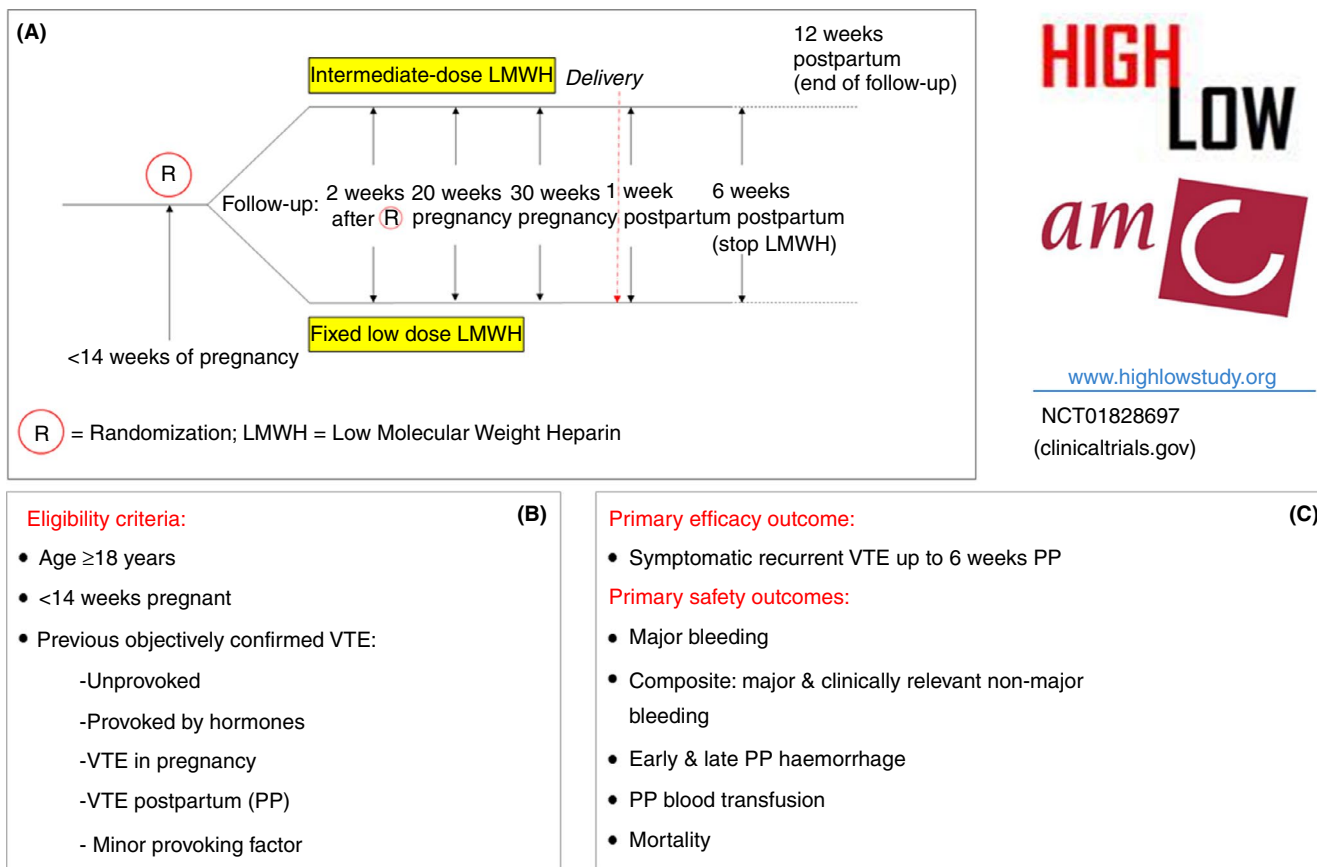 (A)
12 weeks
postpartum
(end of follow-up)
Intermediate-dose LMWH
Delivery
R
Follow-up:
2 weeks
after R
20 weeks
pregnancy
30 weeks
pregnancy
1 week
postpartum
6 weeks
postpartum
(stop LMWH)
Fixed low dose LMWH
<14 weeks of pregnancy
R = Randomization; LMWH = Low Molecular Weight Heparin
HIGH
LOW
amC
www.highlowstudy.org
NCT01828697
(clinicaltrials.gov)
(B)
Eligibility criteria:
• Age ≥18 years
• <14 weeks pregnant
• Previous objectively confirmed VTE:
-Unprovoked
-Provoked by hormones
-VTE in pregnancy
-VTE postpartum (PP)
- Minor provoking factor
(C)
Primary efficacy outcome:
• Symptomatic recurrent VTE up to 6 weeks PP
Primary safety outcomes:
• Major bleeding
• Composite: major & clinically relevant non-major
bleeding
• Early & late PP haemorrhage
• PP blood transfusion
• Mortality